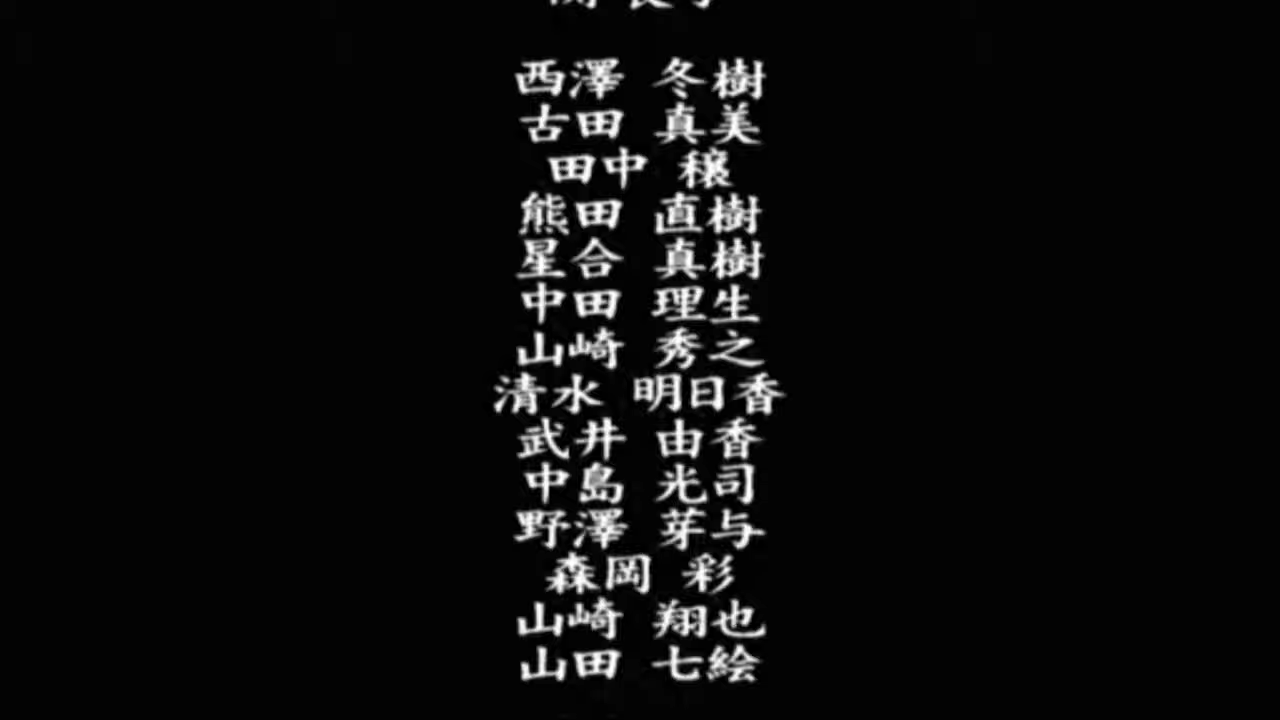 西澤 冬樹
古田 真美
田中 穣
熊田 直樹
星合 真樹
中田 理生
山崎 秀之
清水 明日香
武井 由香
中島 光司
野澤 芽与
森岡 彩
山崎 翔也
山田 七絵